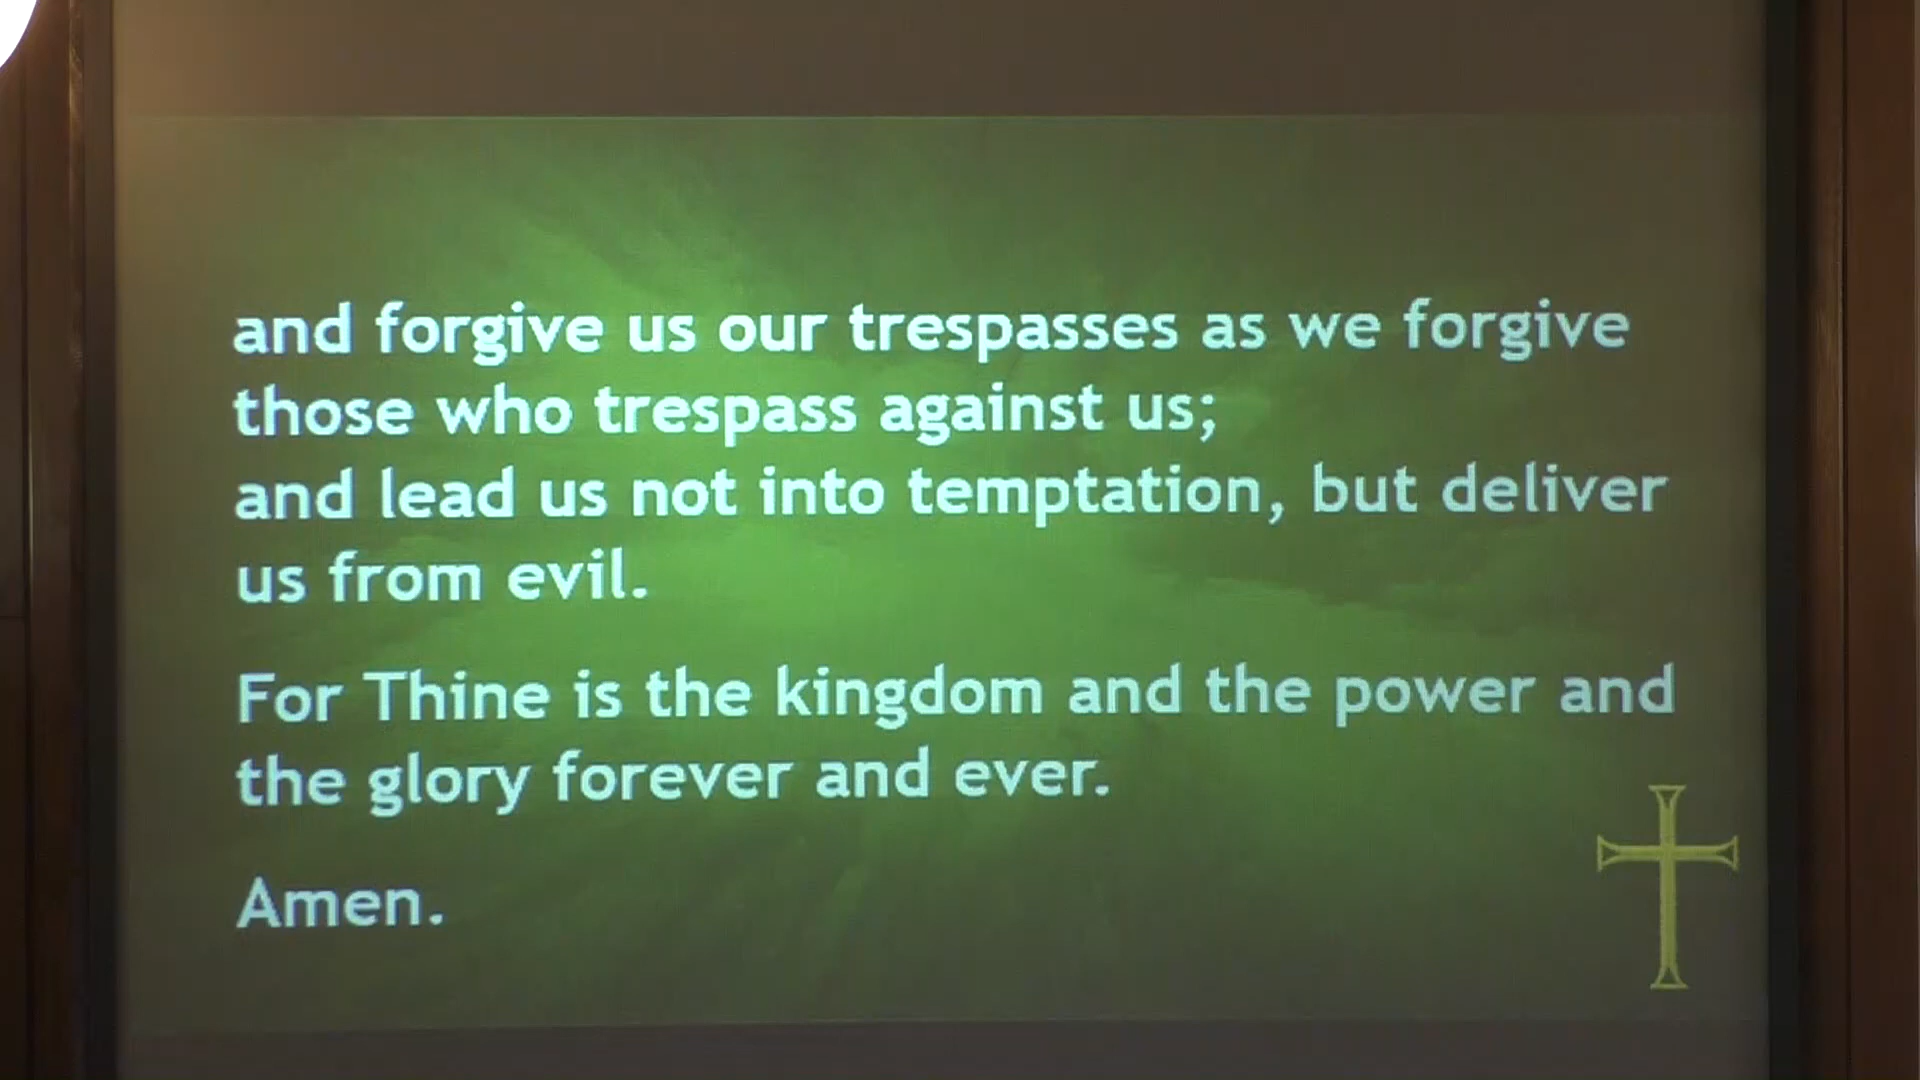 and forgive us our trespasses as we forgive
those who trespass against us;
and lead us not into temptation, but deliver
us from evil.
For Thine is the kingdom and the power and
the glory forever and ever.
Amen.